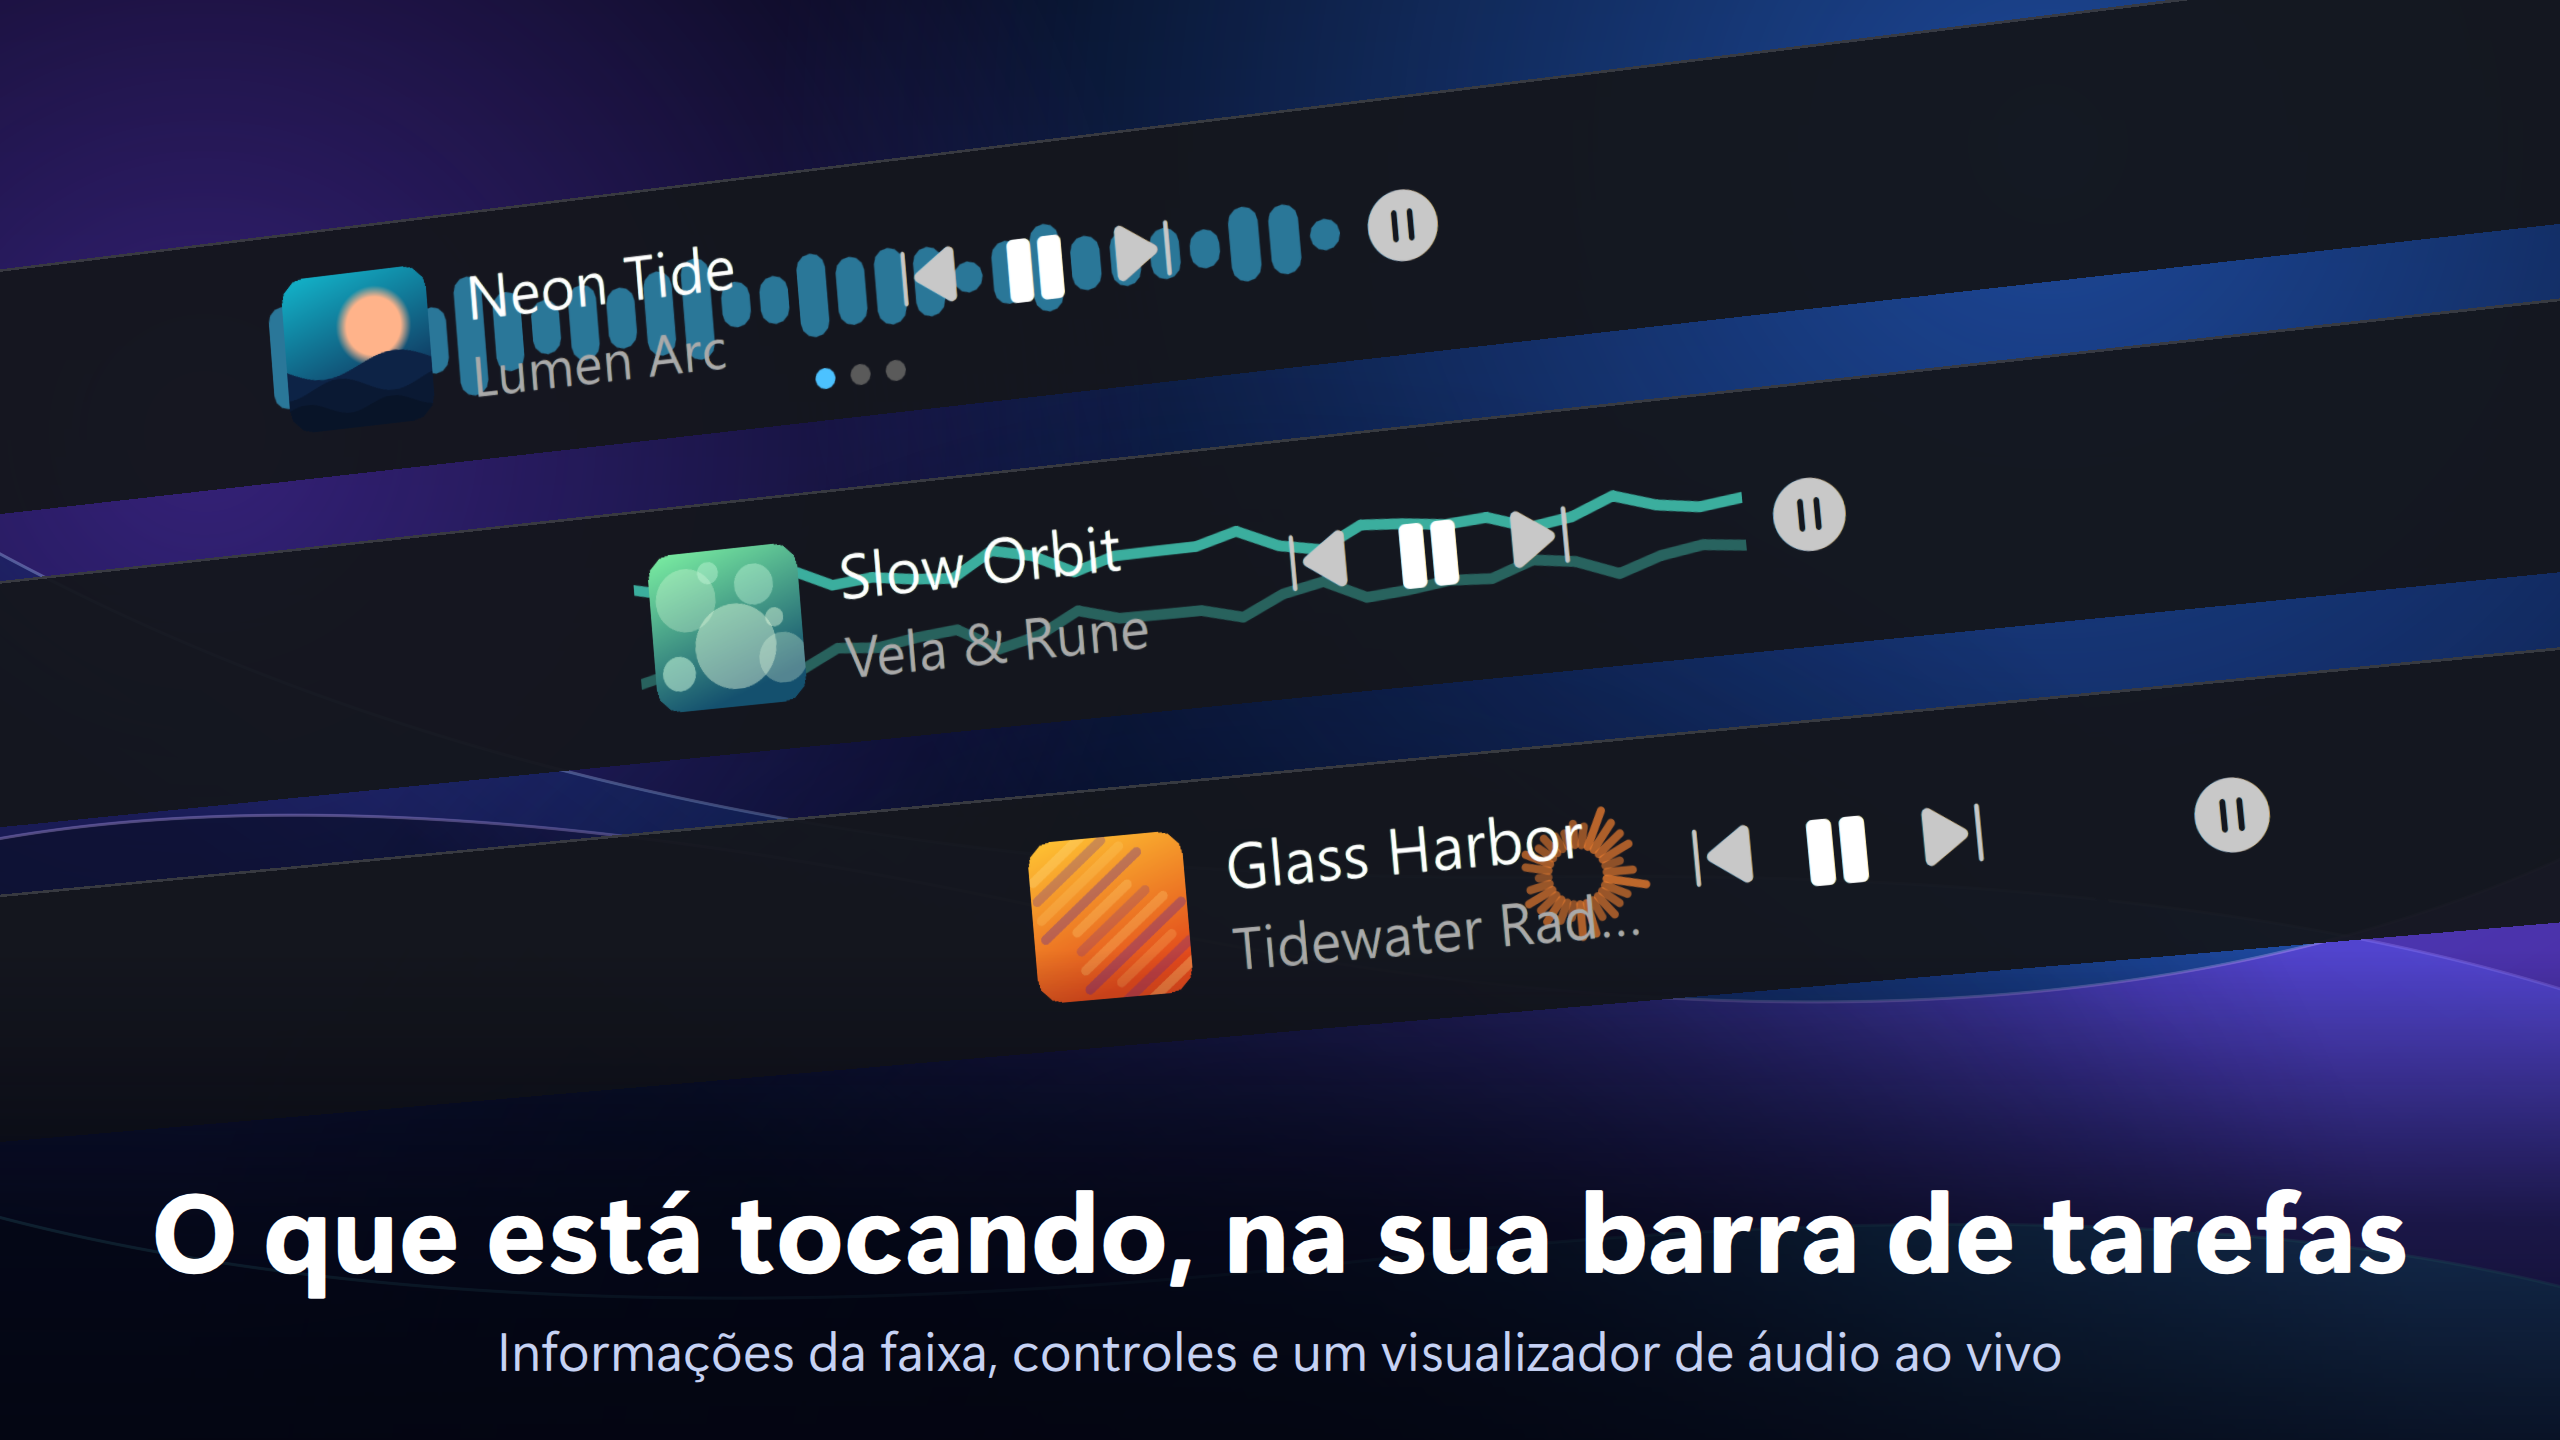 Neon Tide
Lumen Arc
Slow Orbit
Vela & Rune
Glass Harbor
Tidewater Rad...
O que está tocando, na sua barra de tarefas
Informações da faixa, controles e um visualizador de áudio ao vivo